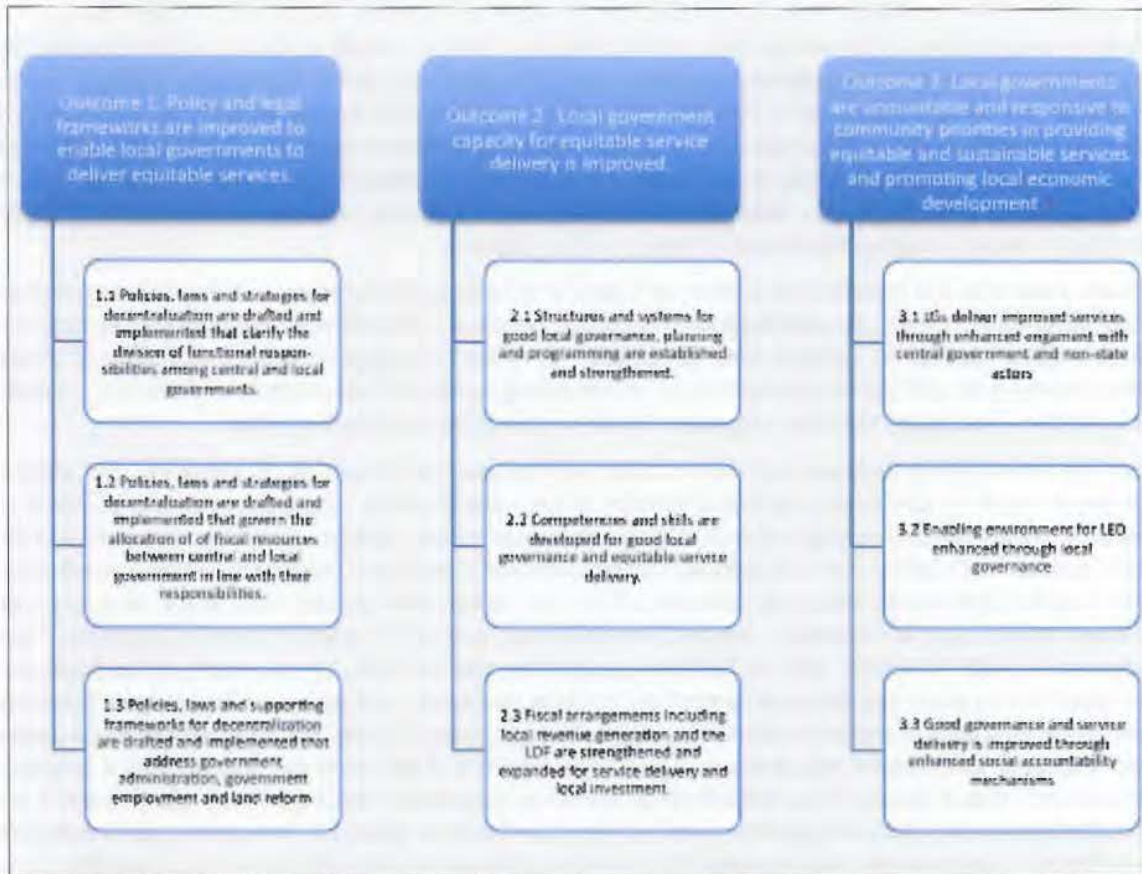 Outcome 1. Policy and legal
frameworks are improved to
enable local governments to
deliver equitable services.
1.1 Policies, laws and strategies for
decentralization are drafted and
implemented that clarify the
division of functional respon-
sibilities among central and local
governments.
1.2 Policies, laws and strategies for
decentralization are drafted and
implemented that govern the
allocation of of fiscal resources
between central and local
government in line with their
responsibilities.
1.3 Policies, laws and supporting
frameworks for decentralization
are drafted and implemented that
address government
administration, government
employment and land reform
Outcome 2. Local government
capacity for equitable service
delivery is improved.
2.1 Structures and systems for
good local governance, planning
and programming are established
and strengthened.
2.2 Competencies and skills are
developed for good local
governance and equitable service
delivery.
2.3 Fiscal arrangements including
local revenue generation and the
LDF are strengthened and
expanded for service delivery and
local investment.
Outcome 3. Local governments
are accountable and responsive to
community priorities in providing
equitable and sustainable services
and promoting local economic
development
3.1 LGs deliver improved services
through enhanced engament with
central government and non-state
actors
3.2 Enabling environment for LED
enhanced through local
governance
3.3 Good governance and service
delivery is improved through
enhanced social accountability
mechanisms